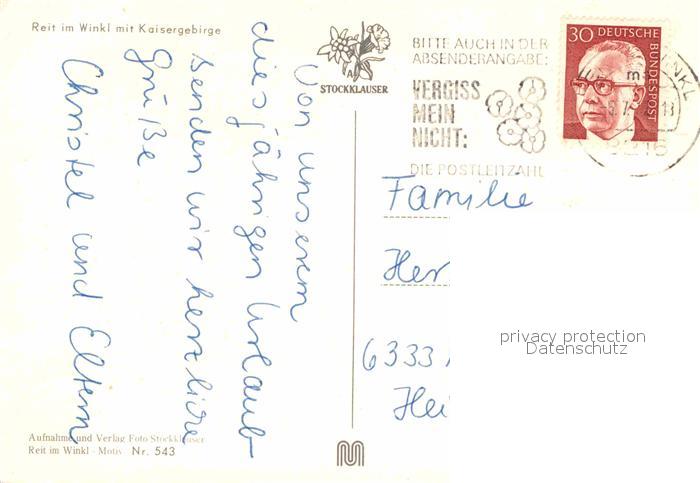 Reit im Winkl mit Kaisergebirge
Von unserem
diesjährigen Urlaub
senden wir herzliche
Grüße
Christel und Eltern
Aufnahme und Verlag Foto Stockklauser
Reit im Winkl - Motiv Nr. 543
STOCKKLAUSER
BITTE AUCH IN DER
ABSENDERANGABE:
VERGISS
MEIN
NICHT:
DIE POSTLEITZAHL
30 DEUTSCHE
BUNDESPOST
INKL
8216
Familie
Her
6333
Hei
privacy protection
Datenschutz